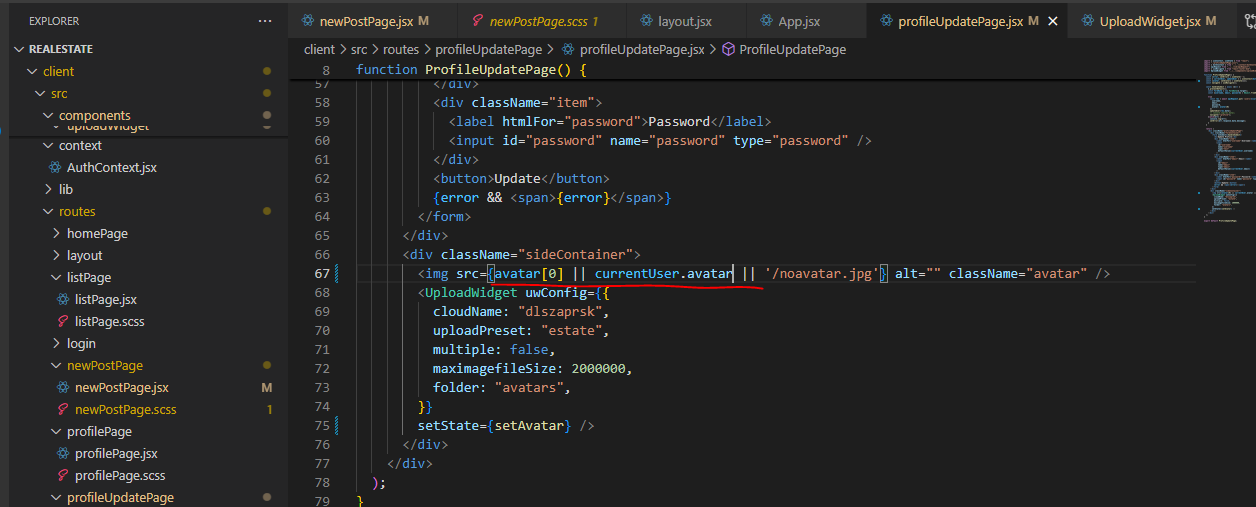 EXPLORER
REALESTATE
client
src
components
uploadWidget
context
AuthContext.jsx
lib
routes
homePage
layout
listPage
listPage.jsx
listPage.scss
login
newPostPage
newPostPage.jsx M
newPostPage.scss 1
profilePage
profilePage.jsx
profilePage.scss
profileUpdatePage
newPostPage.jsx M newPostPage.scss 1 layout.jsx App.jsx profileUpdatePage.jsx M UploadWidget.jsx M
client > src > routes > profileUpdatePage > profileUpdatePage.jsx > ProfileUpdatePage
8 function ProfileUpdatePage() {
57 </div>
58 <div className="item">
59 <label htmlFor="password">Password</label>
60 <input id="password" name="password" type="password" />
61 </div>
62 <button>Update</button>
63 {error && <span>{error}</span>}
64 </form>
65 </div>
66 <div className="sideContainer">
67 <img src={avatar[0] || currentUser.avatar || '/noavatar.jpg'} alt="" className="avatar" />
68 <UploadWidget uwConfig={{
69 cloudName: "dlszaprsk",
70 uploadPreset: "estate",
71 multiple: false,
72 maximagefileSize: 2000000,
73 folder: "avatars",
74 }}
75 setState={setAvatar} />
76 </div>
77 </div>
78 );
79 }